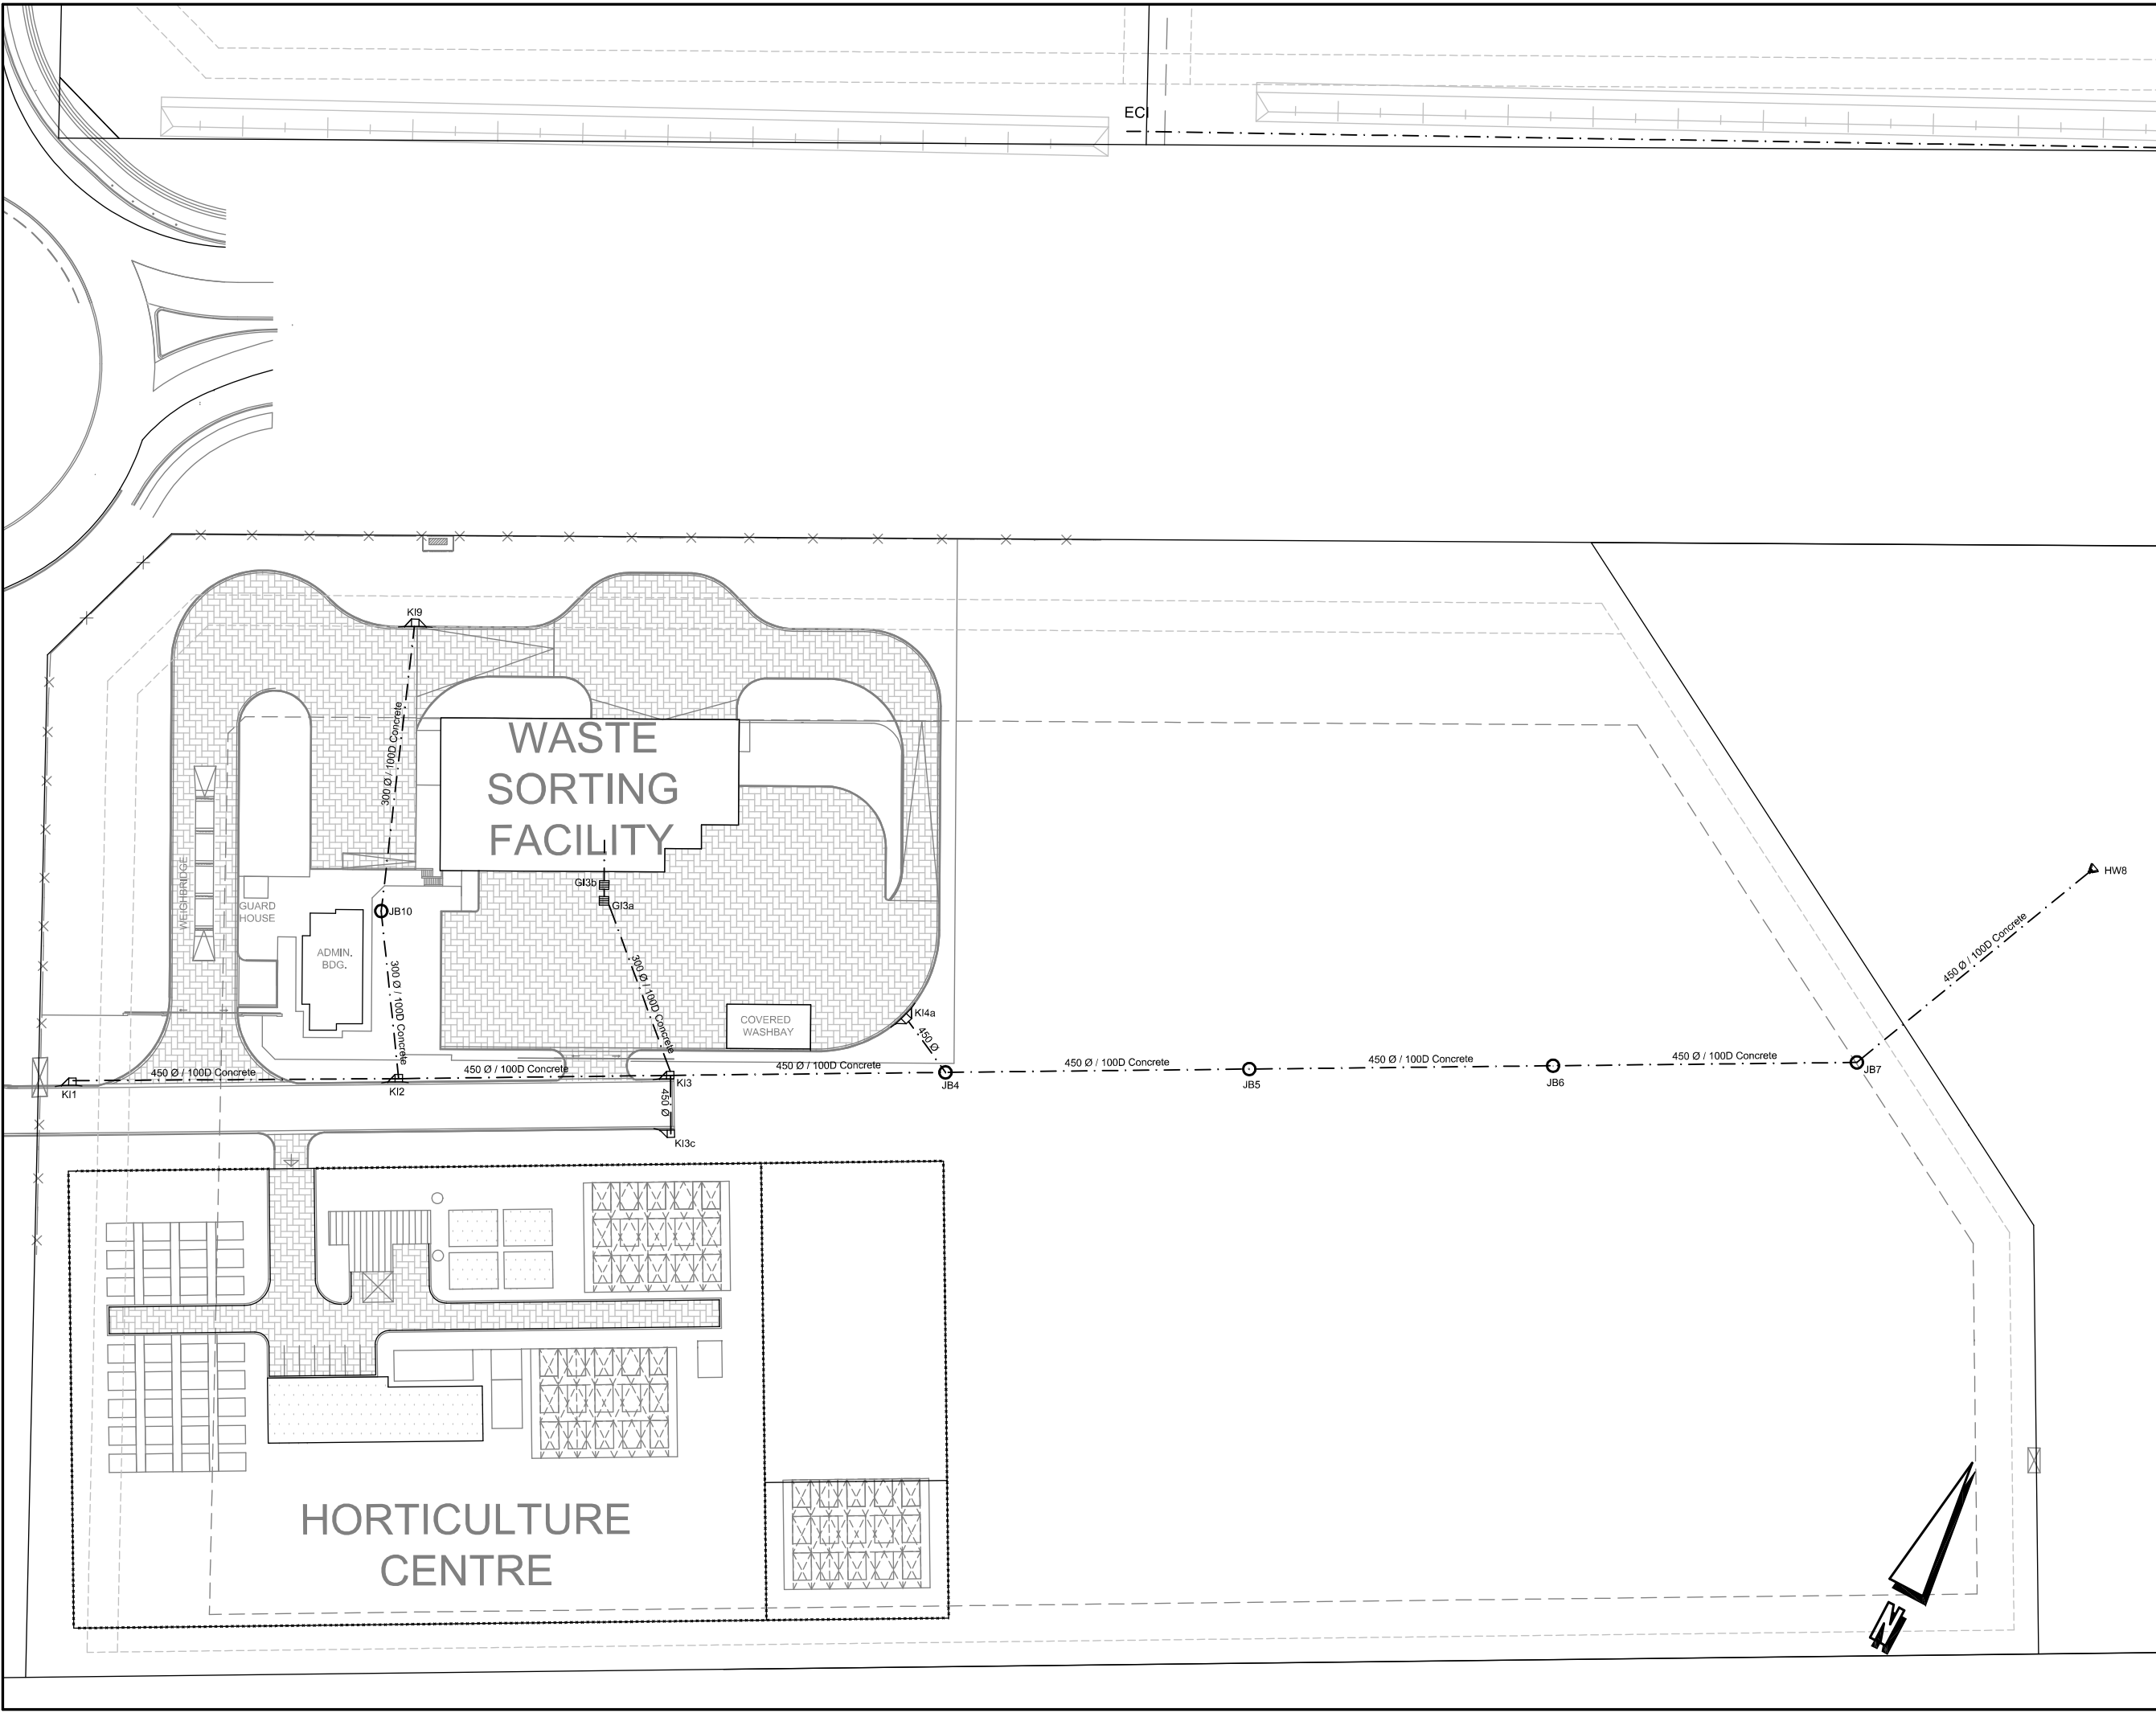 ECI
KI9
300 Ø / 100D Concrete
WASTE
SORTING
FACILITY
WEIGHBRIDGE
GUARD
HOUSE
GI3b
GI3a
JB10
ADMIN.
BDG.
300 Ø / 100D Concrete
300 Ø / 100D Concrete
COVERED
WASHBAY
KI4a
450 Ø
HW8
450 Ø / 100D Concrete
450 Ø / 100D Concrete
450 Ø / 100D Concrete
450 Ø / 100D Concrete
450 Ø / 100D Concrete
450 Ø / 100D Concrete
450 Ø / 100D Concrete
KI1
KI2
KI3
JB4
JB5
JB6
JB7
450 Ø
KI3c
HORTICULTURE
CENTRE
N